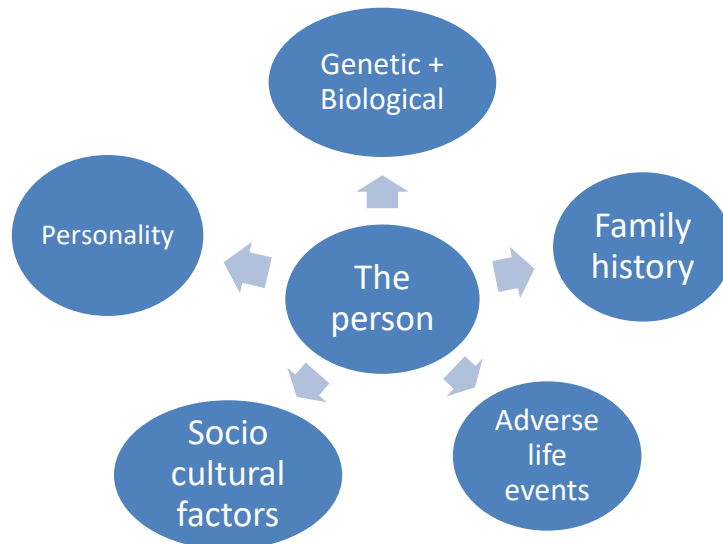 Genetic +
Biological
Personality
Family
history
The
person
Socio
cultural
factors
Adverse
life
events